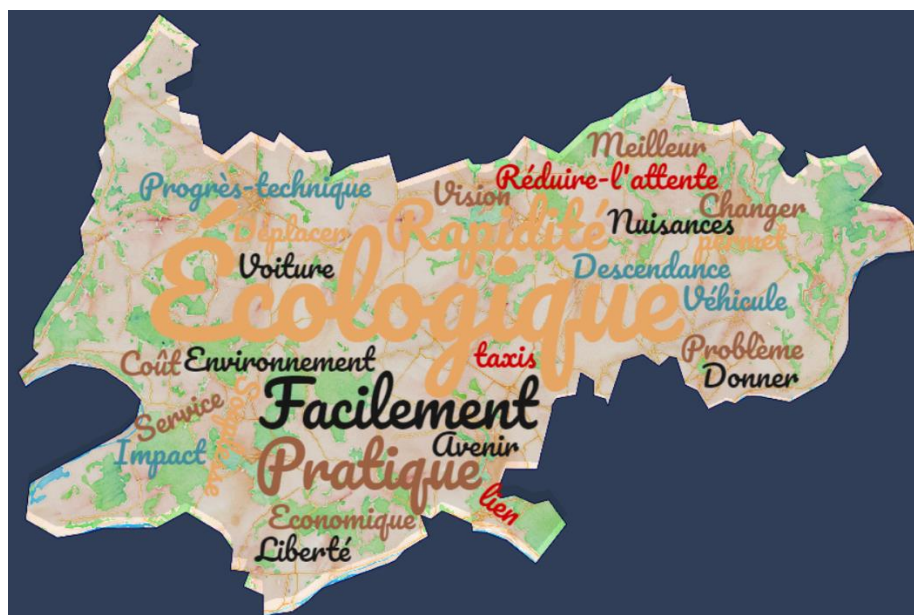 Meilleur
Progrès-technique
Vision
Réduire-l'attente
Déplacer
Rapidité
Nuisances
Changer
permet
Voiture
Écologique
Descendance
Véhicule
Coût
Environnement
taxis
Problème
Donner
Service
Souplesse
Facilement
Impact
Pratique
Avenir
lien
Economique
Liberté